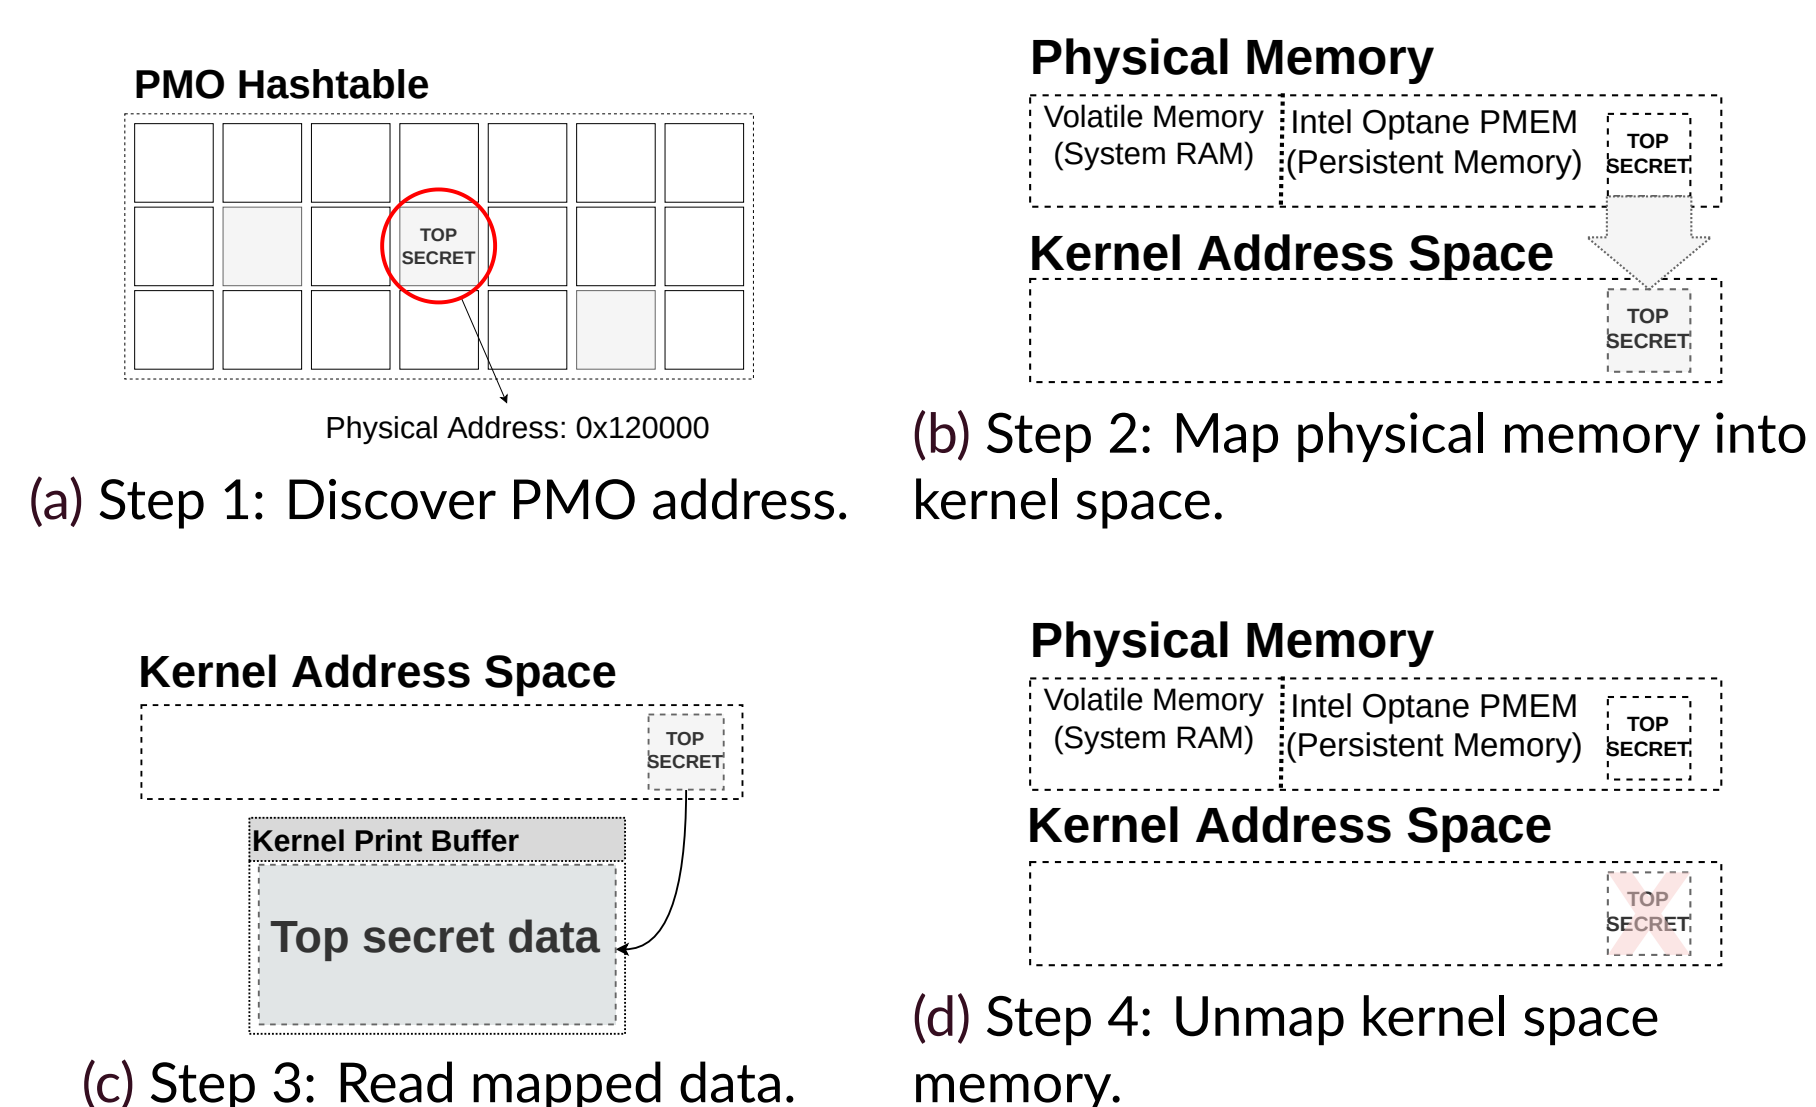 PMO Hashtable
TOP
SECRET
Physical Address: 0x120000
(a) Step 1: Discover PMO address.
Physical Memory
Volatile Memory
(System RAM)
Intel Optane PMEM
(Persistent Memory)
TOP
SECRET
Kernel Address Space
TOP
SECRET
(b) Step 2: Map physical memory into
kernel space.
Kernel Address Space
TOP
SECRET
Kernel Print Buffer
Top secret data
(c) Step 3: Read mapped data.
Physical Memory
Volatile Memory
(System RAM)
Intel Optane PMEM
(Persistent Memory)
TOP
SECRET
Kernel Address Space
TOP
SECRET
X
(d) Step 4: Unmap kernel space
memory.